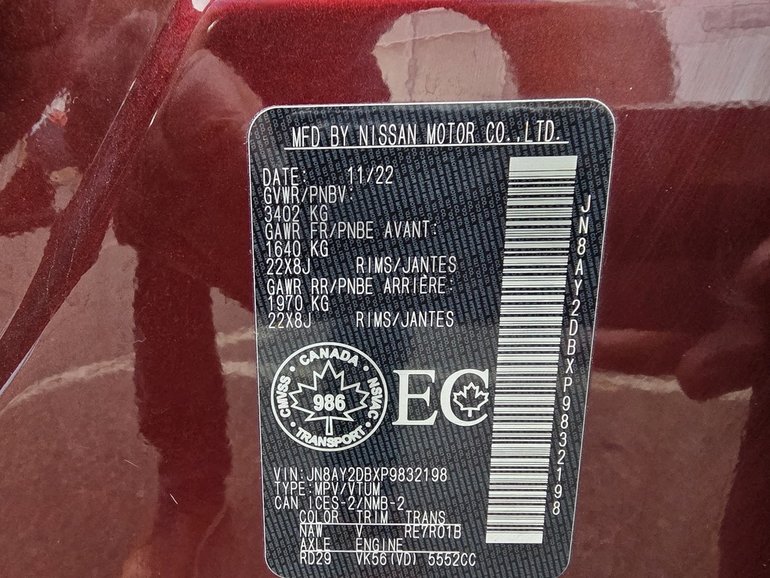 MFD BY NISSAN MOTOR CO.,LTD.
DATE: 11/22
GVWR/PNBV:
3402 KG
GAWR FR/PNBE AVANT:
1640 KG
22X8J RIMS/JANTES
GAWR RR/PNBE ARRIÈRE:
1970 KG
22X8J RIMS/JANTES
CANADA
CMVSS 986 NSVAC
TRANSPORT
EC
VIN:JN8AY2DBXP9832198
TYPE:MPV/VTUM
CAN ICES-2/NMB-2
COLOR TRIM TRANS
NAW V RE7R01B
AXLE ENGINE
RD29 VK56(VD) 5552CC
JN8AY2DBXP9832198